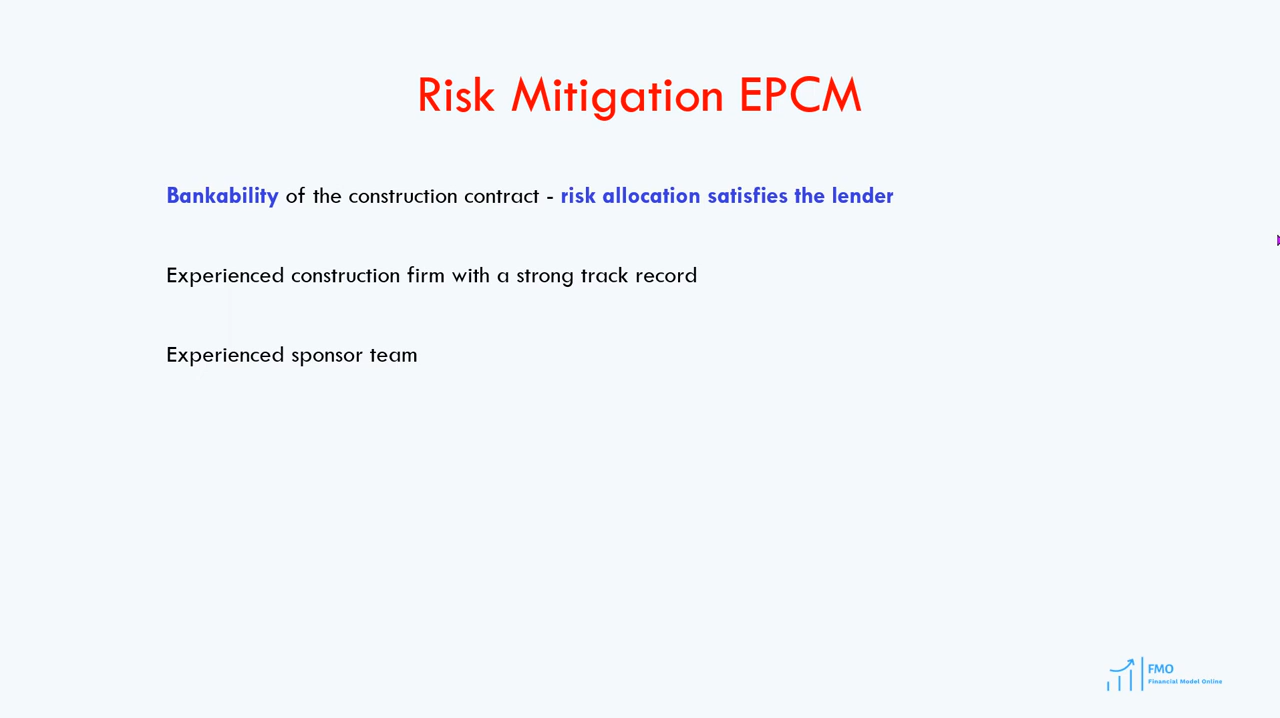 Risk Mitigation EPCM
Bankability of the construction contract - risk allocation satisfies the lender
Experienced construction firm with a strong track record
Experienced sponsor team
FMO
Financial Model Online